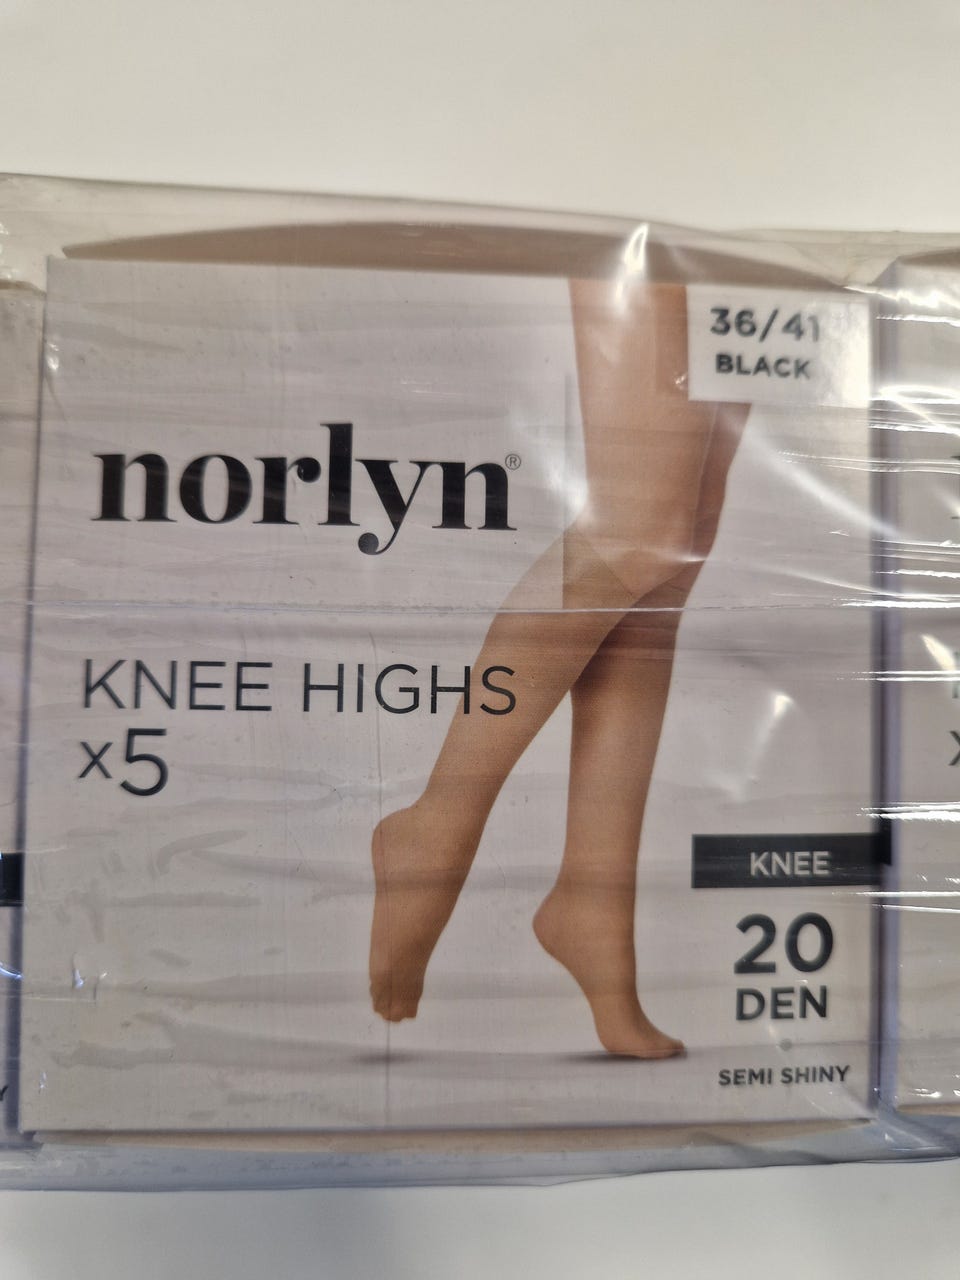 36/41
BLACK
norlyn®
KNEE HIGHS
x5
KNEE
20
DEN
SEMI SHINY